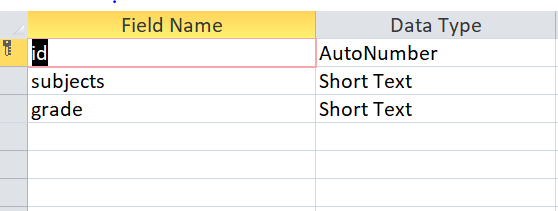 Field Name Data Type
id AutoNumber
subjects Short Text
grade Short Text